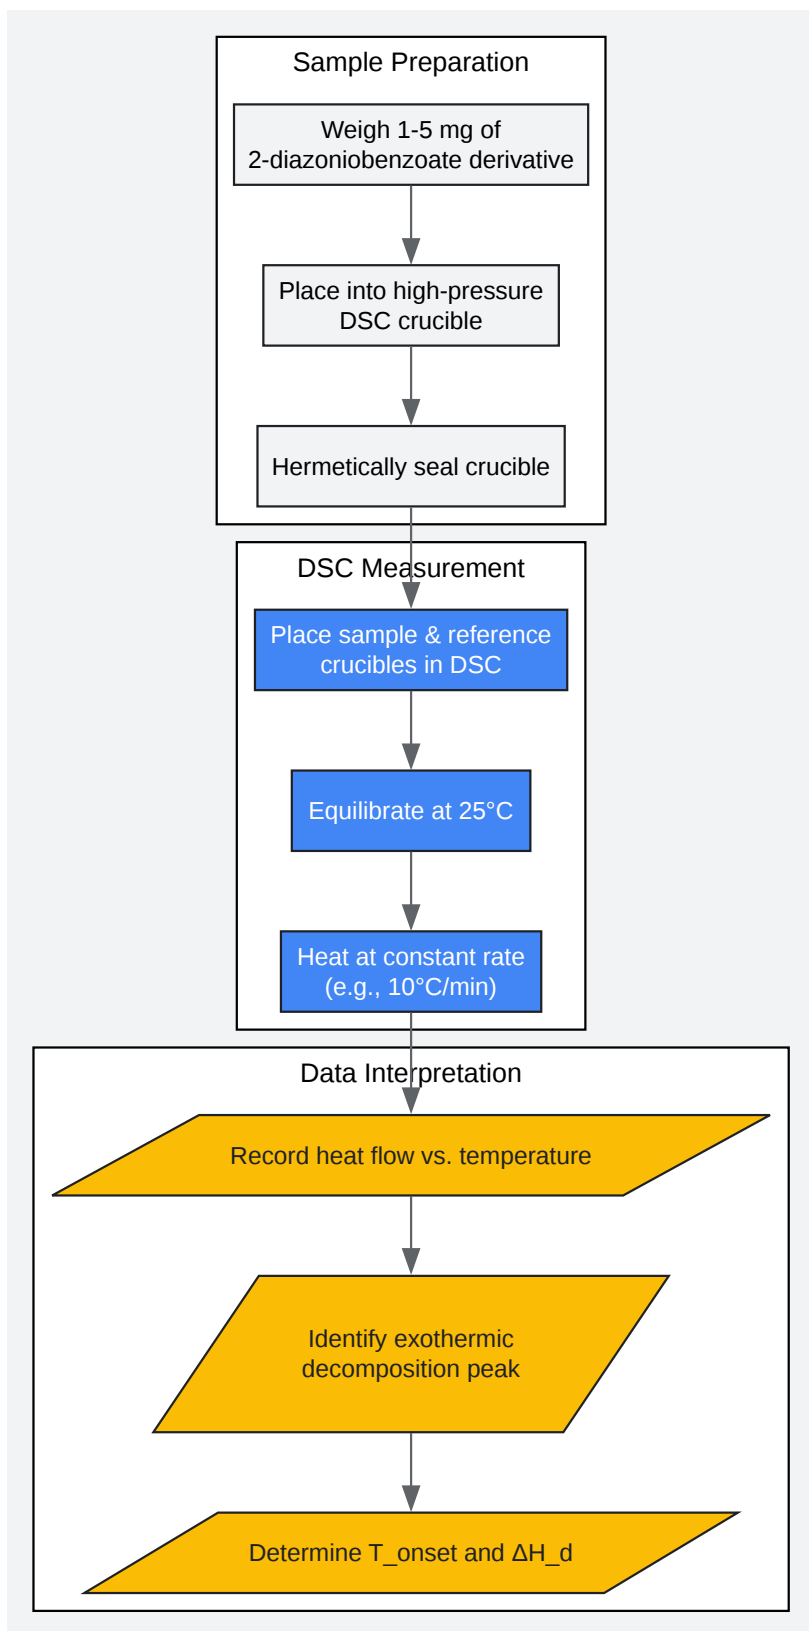 Sample Preparation
Weigh 1-5 mg of
2-diazoniobenzoate derivative
Place into high-pressure
DSC crucible
Hermetically seal crucible
DSC Measurement
Place sample & reference
crucibles in DSC
Equilibrate at 25°C
Heat at constant rate
(e.g., 10°C/min)
Data Interpretation
Record heat flow vs. temperature
Identify exothermic
decomposition peak
Determine T_onset and ΔH_d